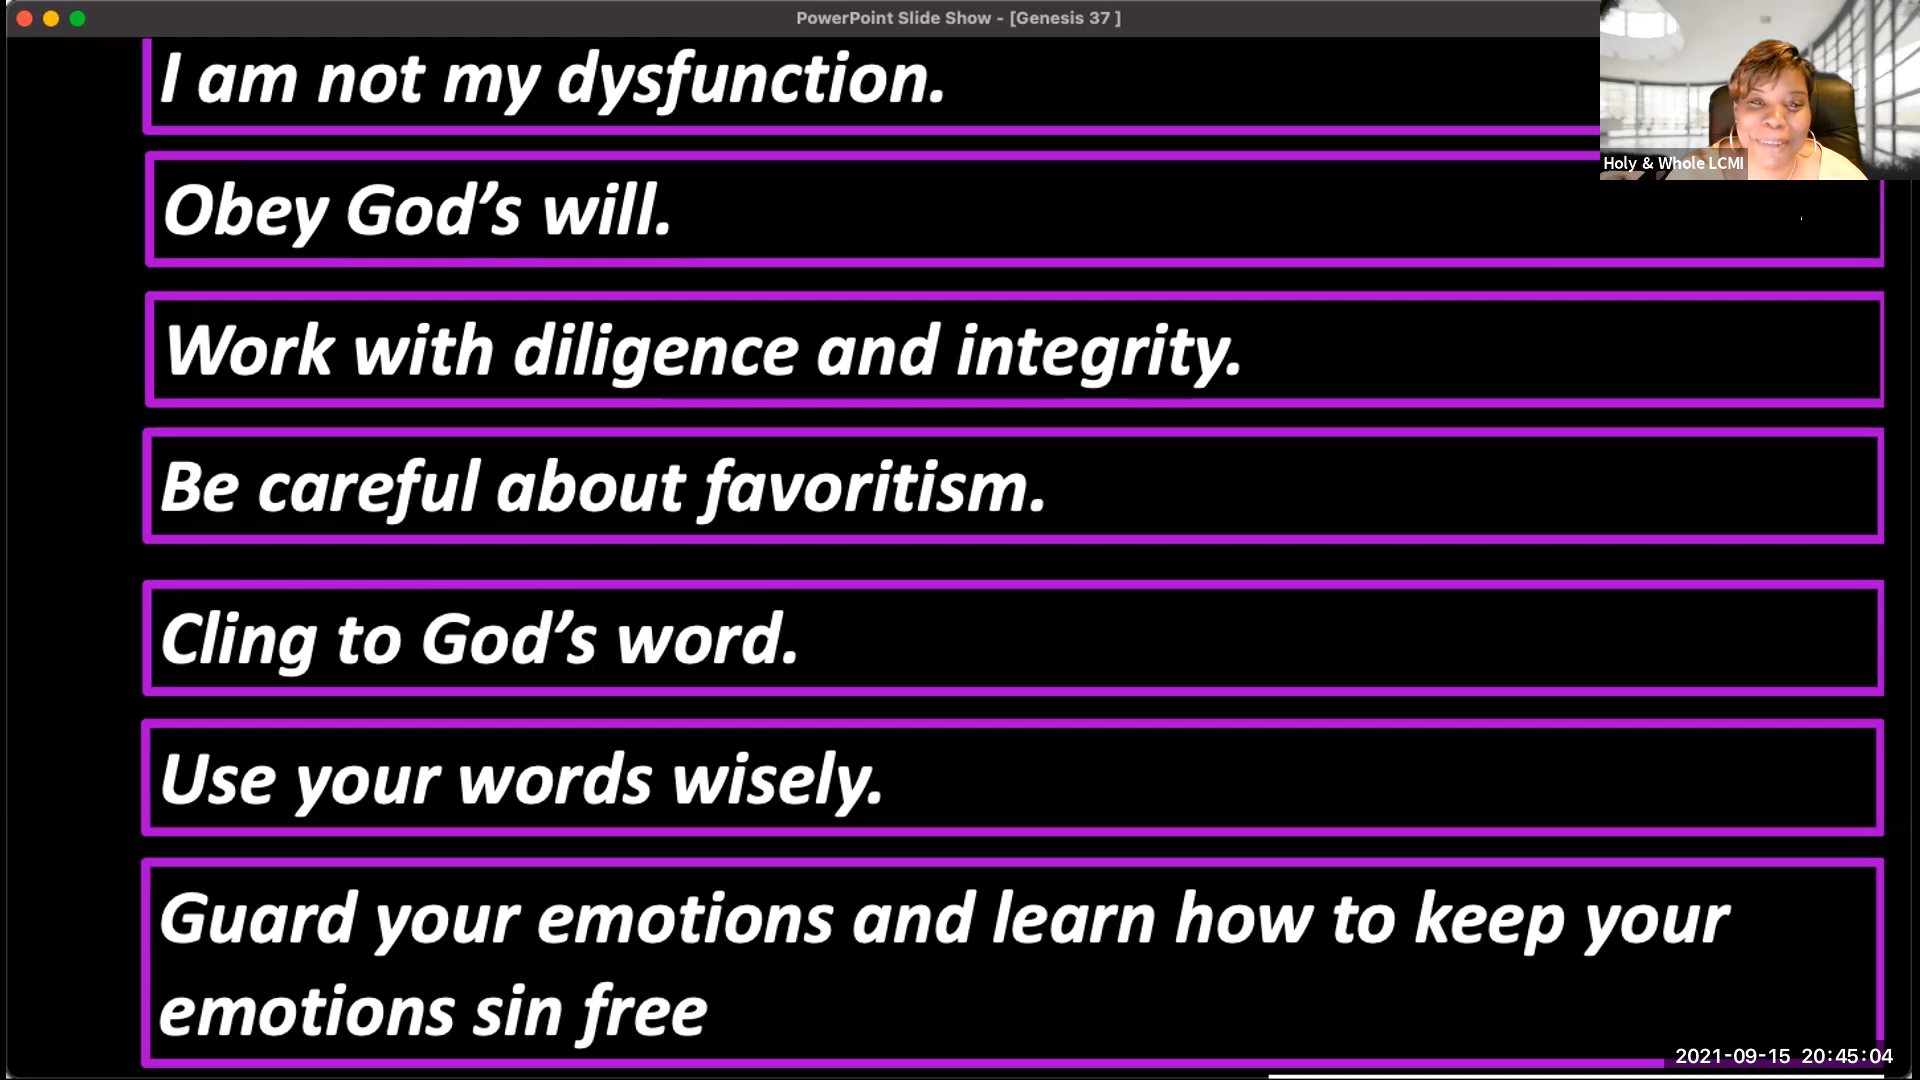 PowerPoint Slide Show - [Genesis 37 ]
I am not my dysfunction.
Holy & Whole LCMI
Obey God’s will.
Work with diligence and integrity.
Be careful about favoritism.
Cling to God’s word.
Use your words wisely.
Guard your emotions and learn how to keep your
emotions sin free
2021-09-15 20:45:04